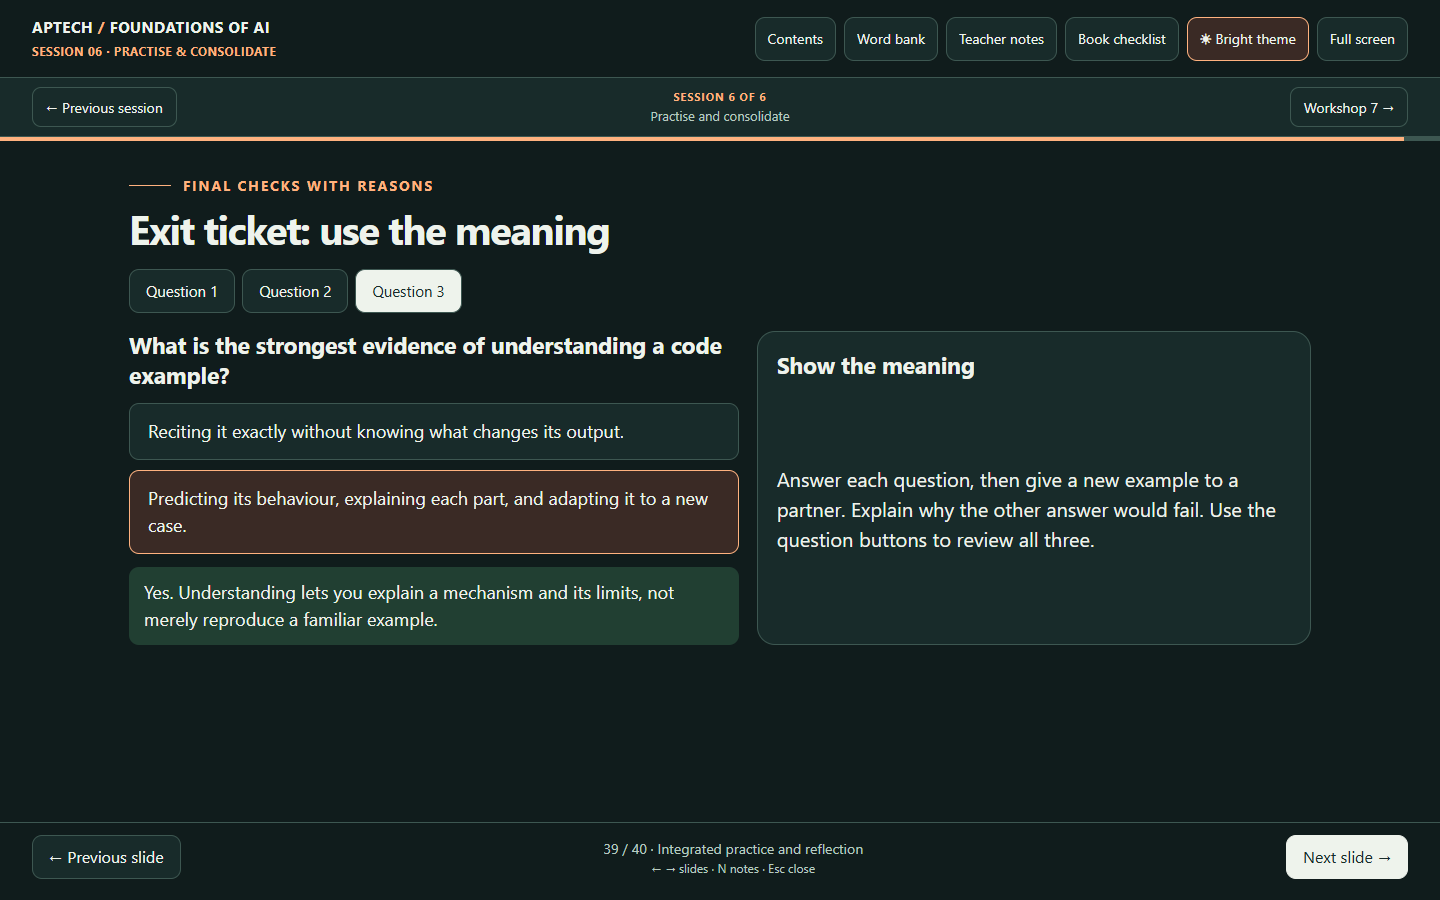 APTECH / FOUNDATIONS OF AI
SESSION 06 · PRACTISE & CONSOLIDATE
Contents
Word bank
Teacher notes
Book checklist
☀ Bright theme
Full screen
← Previous session
SESSION 6 OF 6
Practise and consolidate
Workshop 7 →
FINAL CHECKS WITH REASONS
Exit ticket: use the meaning
Question 1
Question 2
Question 3
What is the strongest evidence of understanding a code
example?
Reciting it exactly without knowing what changes its output.
Predicting its behaviour, explaining each part, and adapting it to a new
case.
Yes. Understanding lets you explain a mechanism and its limits, not
merely reproduce a familiar example.
Show the meaning
Answer each question, then give a new example to a
partner. Explain why the other answer would fail. Use the
question buttons to review all three.
← Previous slide
39 / 40 · Integrated practice and reflection
← → slides · N notes · Esc close
Next slide →